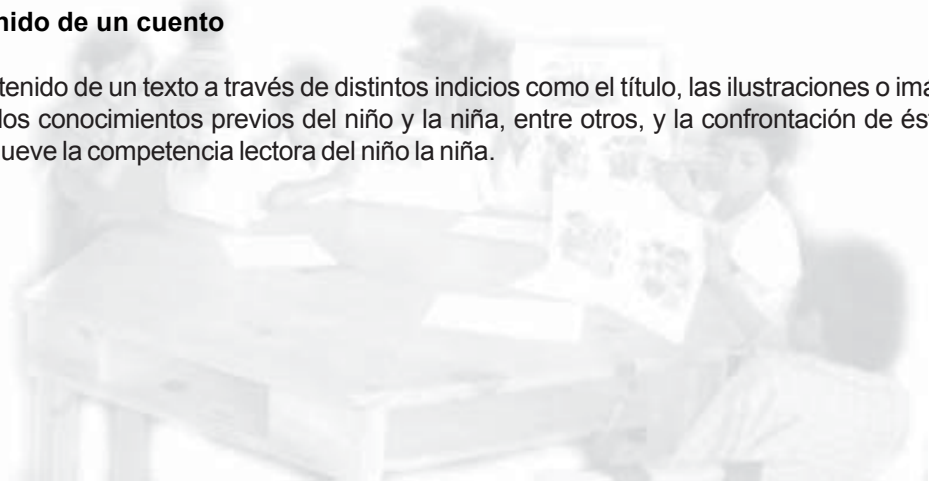 nido de un cuento
tenido de un texto a través de distintos indicios como el título, las ilustraciones o imá
los conocimientos previos del niño y la niña, entre otros, y la confrontación de ést
ueve la competencia lectora del niño la niña.